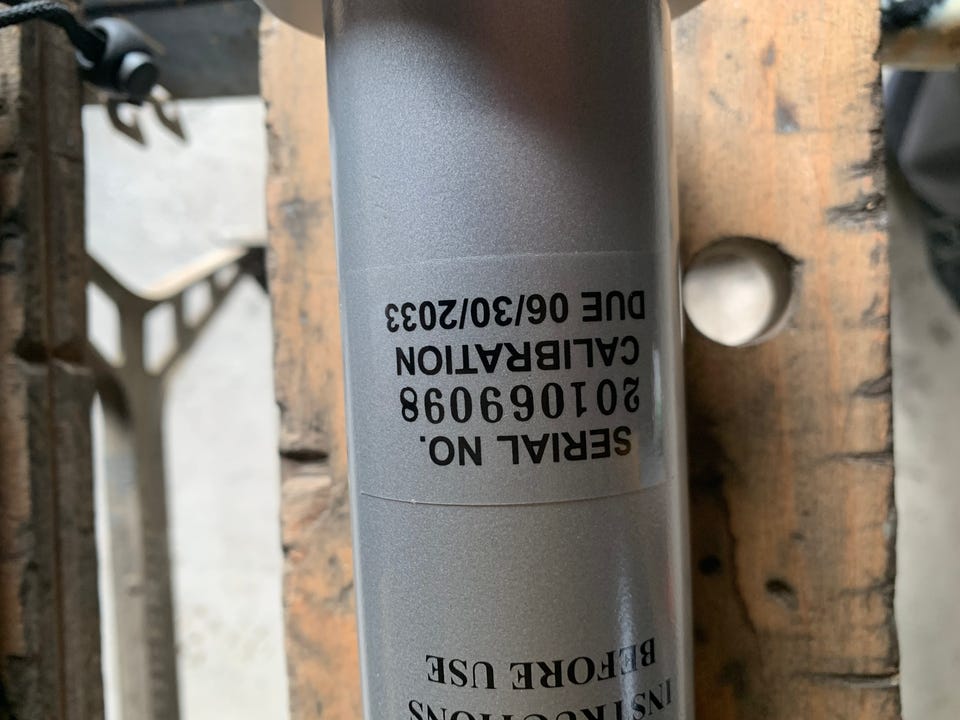 INSTRUCTIONS
BEFORE USE
SERIAL NO.
201069098
CALIBRATION
DUE 06/30/2033